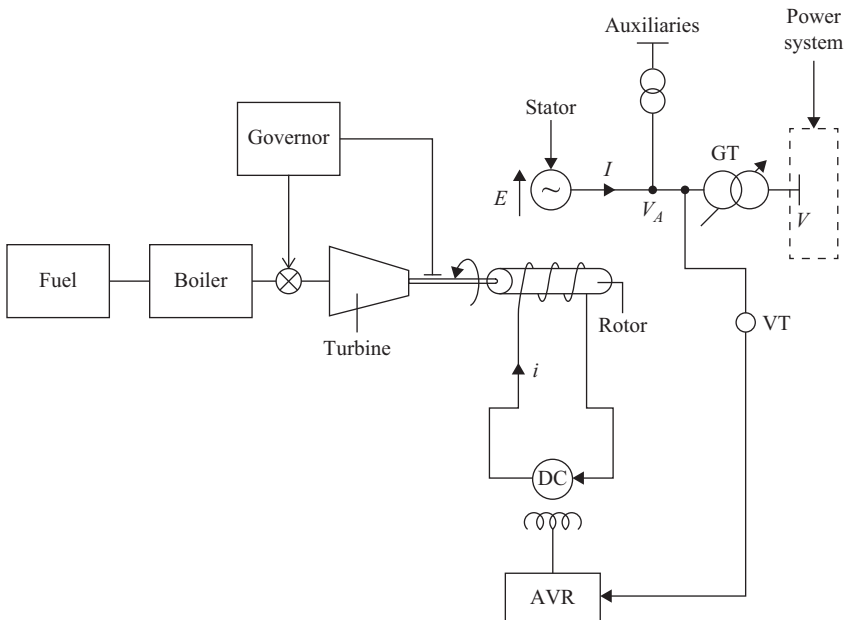 Auxiliaries
Power
system
Stator
Governor
GT
I
E
~
V_A
V
Fuel
Boiler
Turbine
Rotor
VT
i
DC
AVR